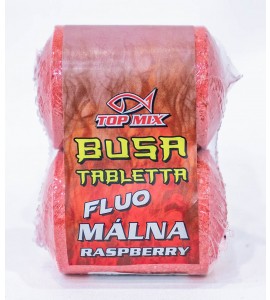 TOP MIX
BUSA
TABLETTA
FLUO
MÁLNA
RASPBERRY